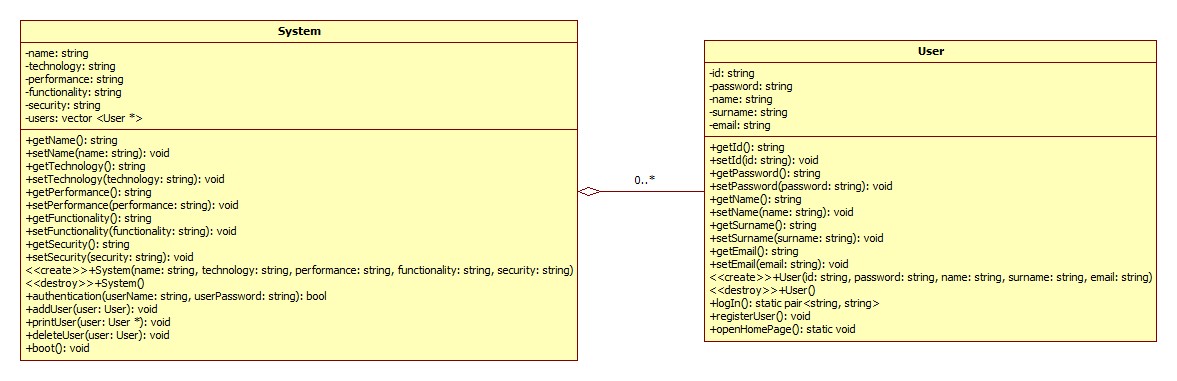 System
-name: string
-technology: string
-performance: string
-functionality: string
-security: string
-users: vector <User *>
+getName(): string
+setName(name: string): void
+getTechnology(): string
+setTechnology(technology: string): void
+getPerformance(): string
+setPerformance(performance: string): void
+getFunctionality(): string
+setFunctionality(functionality: string): void
+getSecurity(): string
+setSecurity(security: string): void
<<create>>+System(name: string, technology: string, performance: string, functionality: string, security: string)
<<destroy>>+System()
+authentication(userName: string, userPassword: string): bool
+addUser(user: User): void
+printUser(user: User *): void
+deleteUser(user: User): void
+boot(): void
0..*
User
-id: string
-password: string
-name: string
-surname: string
-email: string
+getId(): string
+setId(id: string): void
+getPassword(): string
+setPassword(password: string): void
+getName(): string
+setName(name: string): void
+getSurname(): string
+setSurname(surname: string): void
+getEmail(): string
+setEmail(email: string): void
<<create>>+User(id: string, password: string, name: string, surname: string, email: string)
<<destroy>>+User()
+logIn(): static pair<string, string>
+registerUser(): void
+openHomePage(): static void